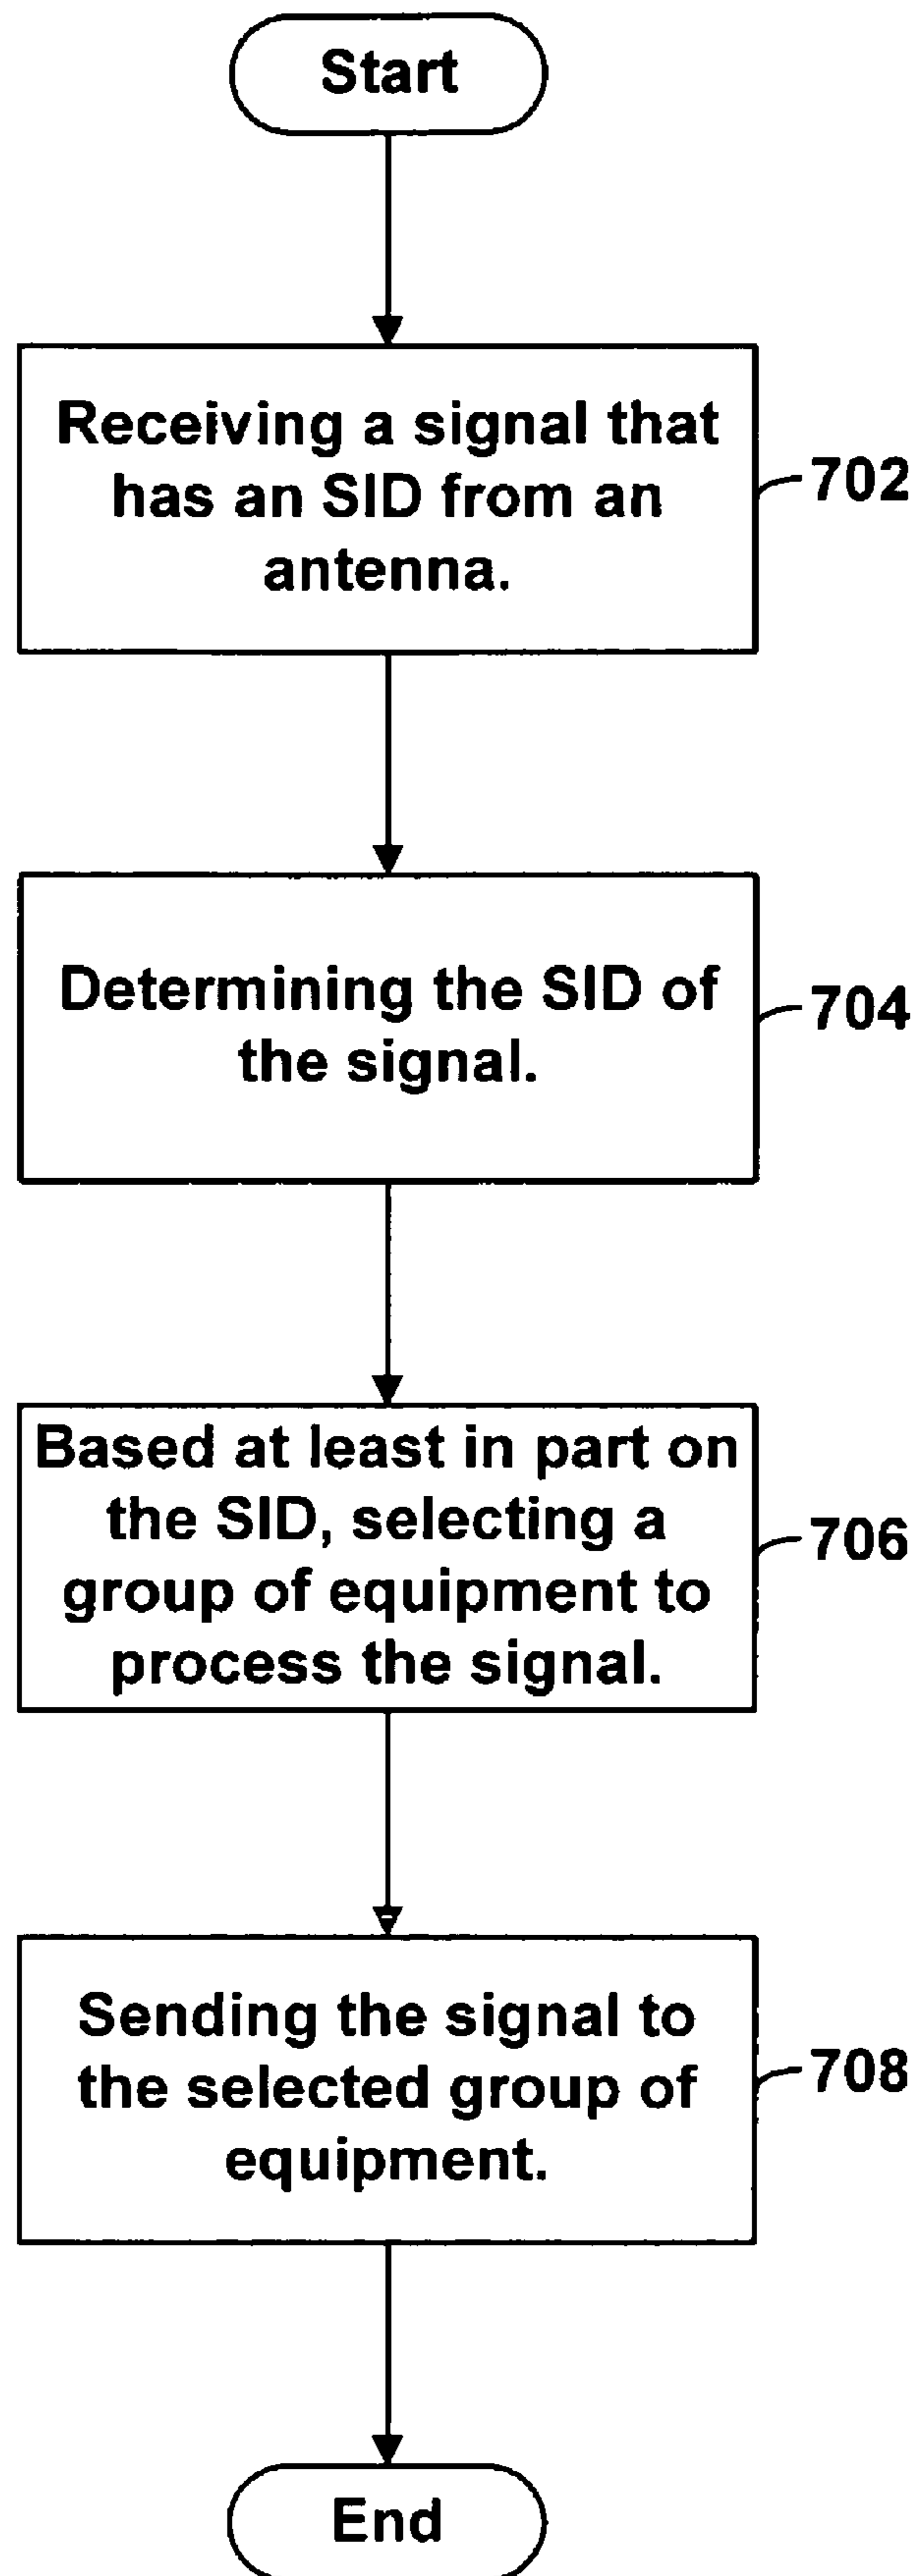 Start
Receiving a signal that
has an SID from an
antenna.
702
Determining the SID of
the signal.
704
Based at least in part on
the SID, selecting a
group of equipment to
process the signal.
706
Sending the signal to
the selected group of
equipment.
708
End